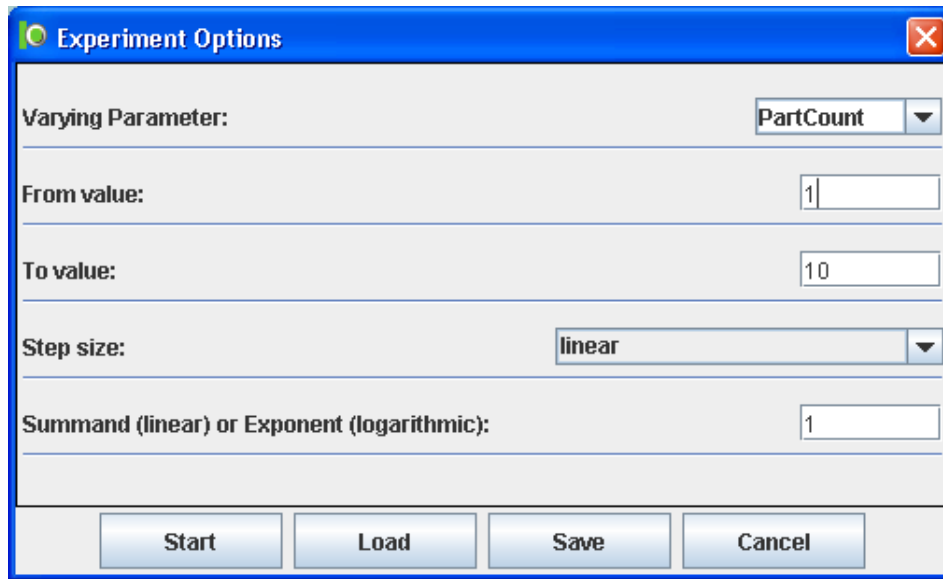 Experiment Options
Varying Parameter: PartCount
From value: 1
To value: 10
Step size: linear
Summand (linear) or Exponent (logarithmic): 1
Start Load Save Cancel